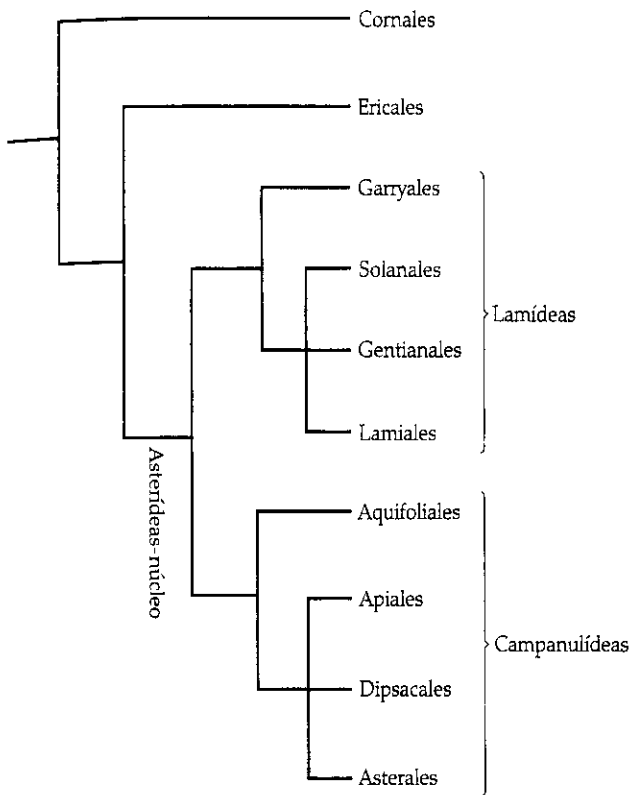 Cornales
Ericales
Garryales
Solanales
Gentianales
Lamiales
Lamídeas
Asterídeas-núcleo
Aquifoliales
Apiales
Dipsacales
Asterales
Campanulídeas